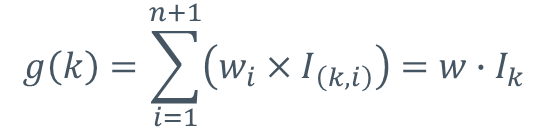 g(k) = ∑_{i=1}^{n+1} (w_i × I_{(k,i)}) = w · I_k